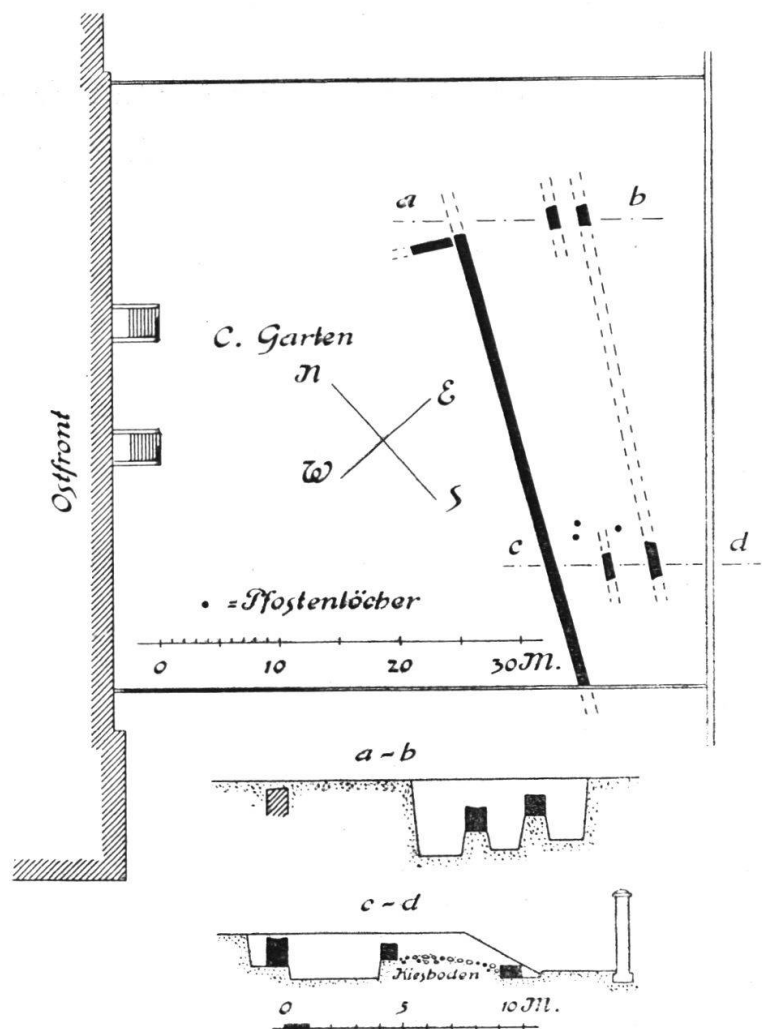 a b
C. Garten
N
E
W
S
Ostfront
c d
• = Pfostenlöcher
0 10 20 30 M.
a - b
c - d
Kiesboden
0 5 10 M.